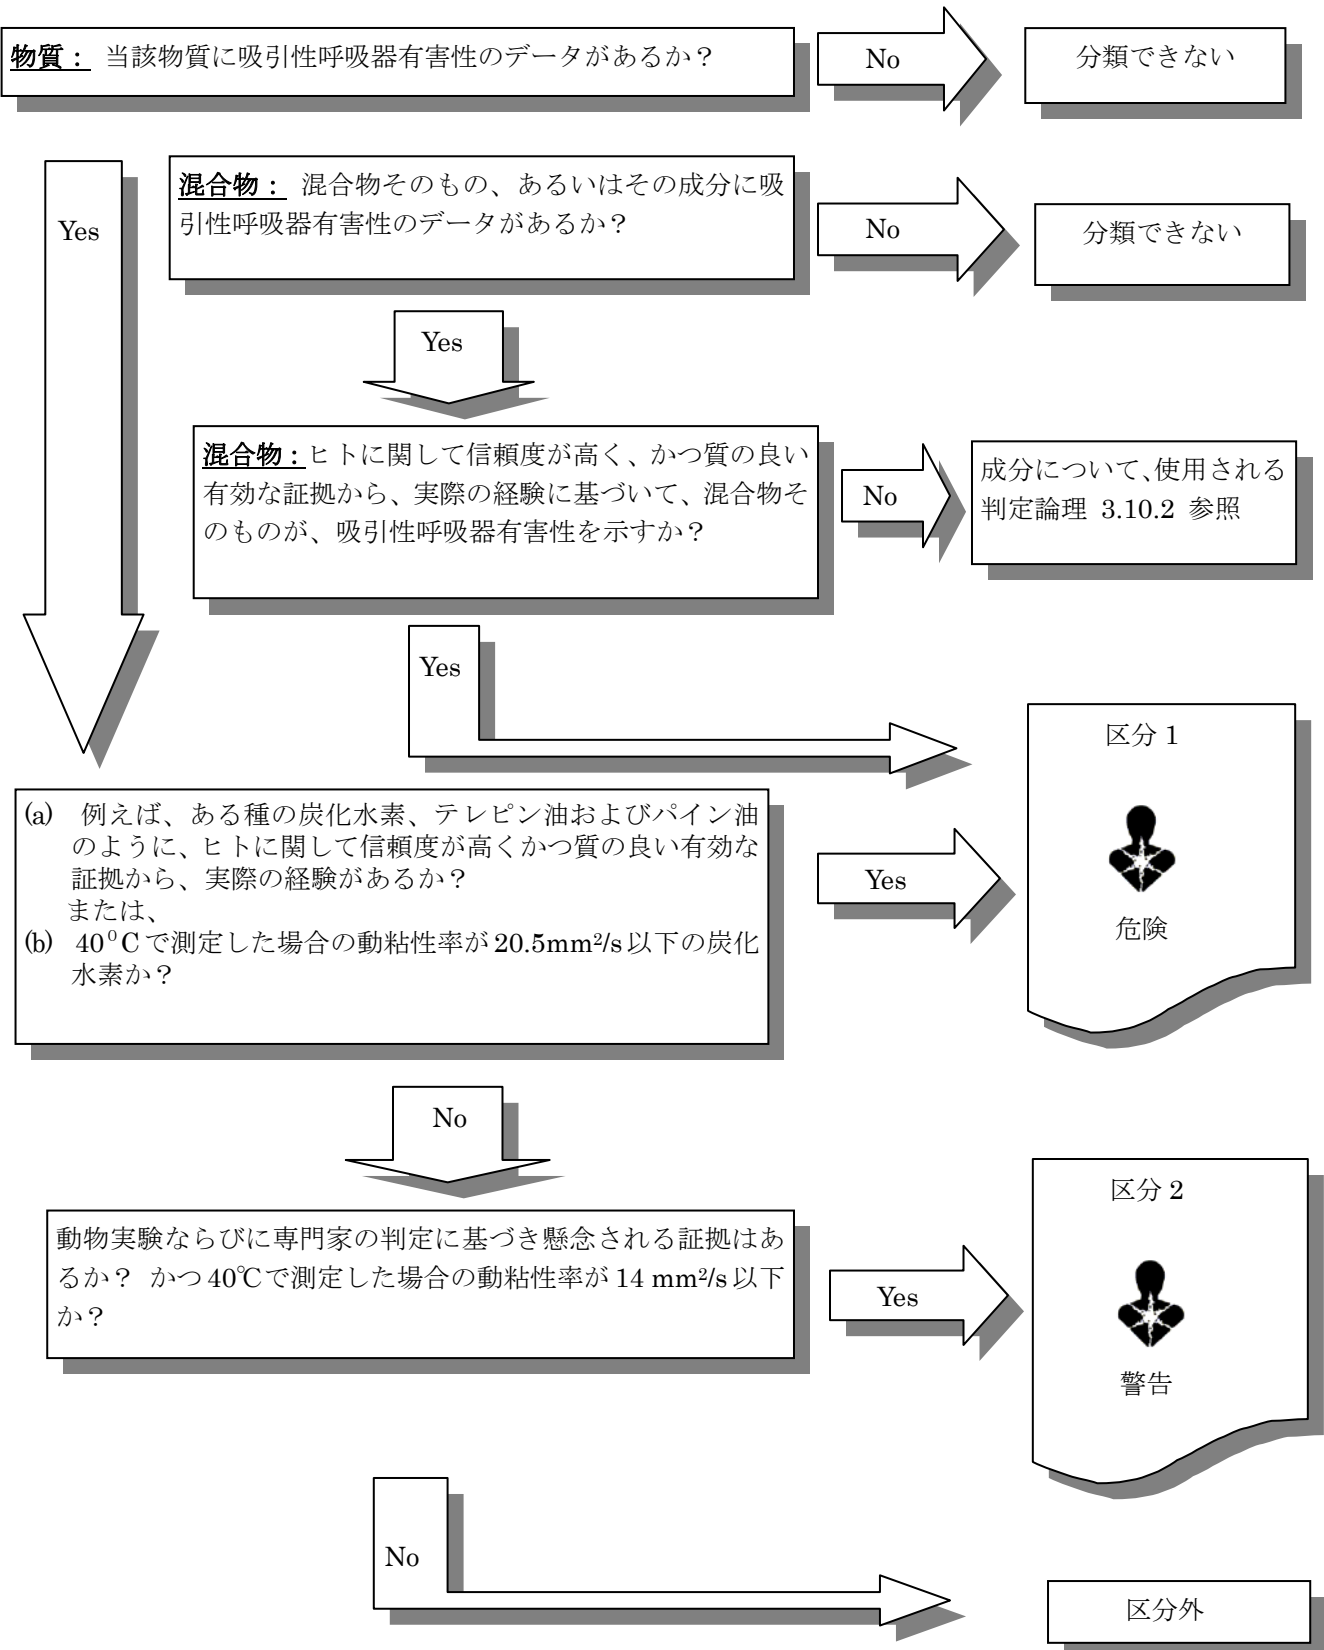 物質： 当該物質に吸引性呼吸器有害性のデータがあるか？
No
分類できない
Yes
混合物： 混合物そのもの、あるいはその成分に吸
引性呼吸器有害性のデータがあるか？
No
分類できない
Yes
混合物：ヒトに関して信頼度が高く、かつ質の良い
有効な証拠から、実際の経験に基づいて、混合物そ
のものが、吸引性呼吸器有害性を示すか？
No
成分について、使用される
判定論理 3.10.2 参照
Yes
区分 1
危険
(a) 例えば、ある種の炭化水素、テレピン油およびパイン油
のように、ヒトに関して信頼度が高くかつ質の良い有効な
証拠から、実際の経験があるか？
または、
(b) 40⁰Cで測定した場合の動粘性率が 20.5mm²/s 以下の炭化
水素か？
Yes
No
動物実験ならびに専門家の判定に基づき懸念される証拠はあ
るか？ かつ 40℃で測定した場合の動粘性率が 14 mm²/s 以下
か？
Yes
区分 2
警告
No
区分外